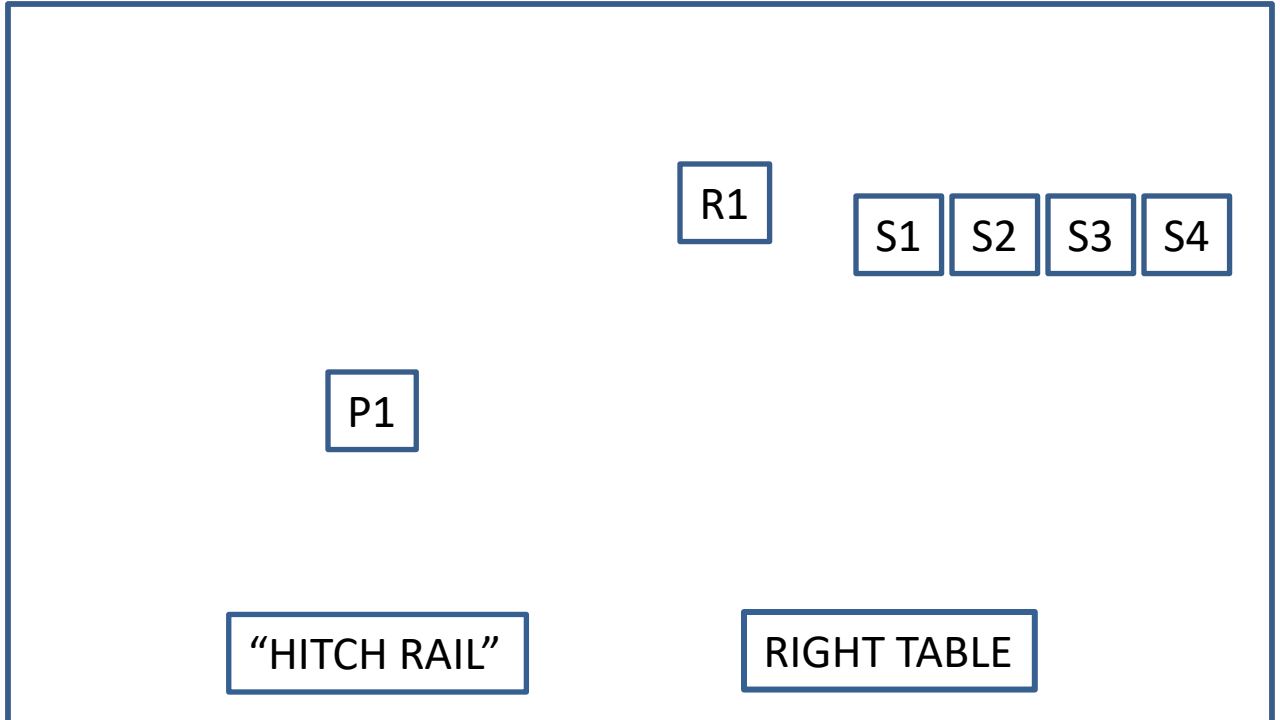 R1
S1 S2 S3 S4
P1
“HITCH RAIL”
RIGHT TABLE